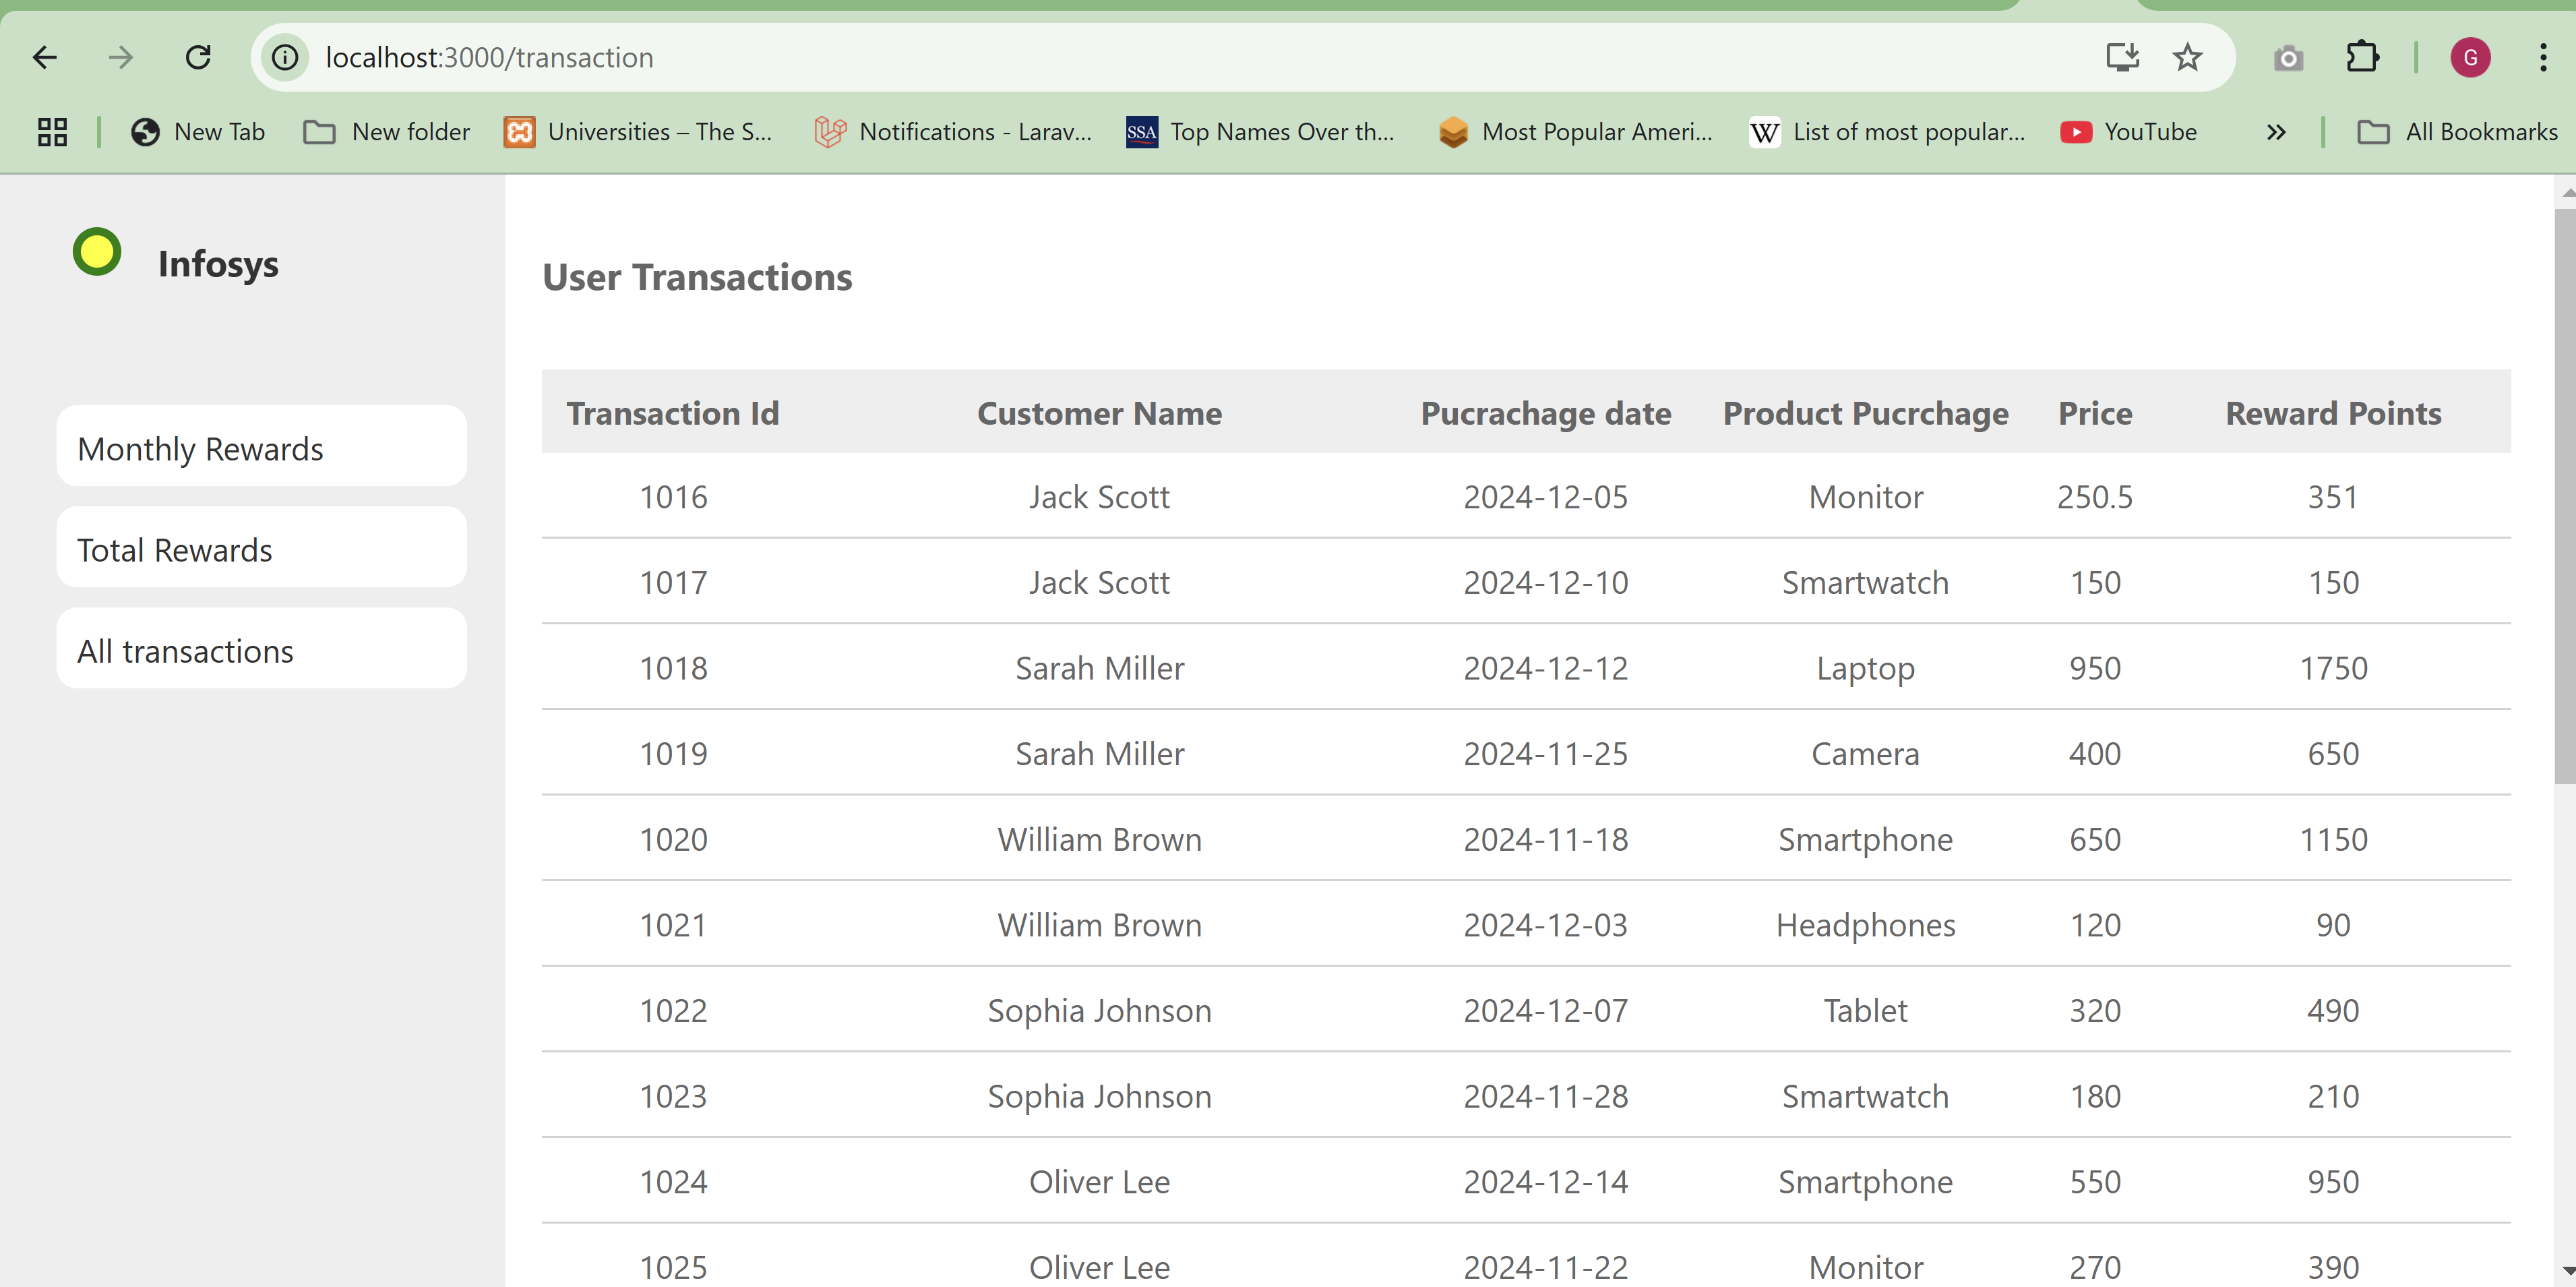 localhost:3000/transaction
G
New Tab New folder Universities – The S... Notifications - Larav... SSA Top Names Over th... Most Popular Ameri... W List of most popular... YouTube » All Bookmarks
Infosys
Monthly Rewards
Total Rewards
All transactions
User Transactions
Transaction Id Customer Name Pucrachage date Product Pucrchage Price Reward Points
1016 Jack Scott 2024-12-05 Monitor 250.5 351
1017 Jack Scott 2024-12-10 Smartwatch 150 150
1018 Sarah Miller 2024-12-12 Laptop 950 1750
1019 Sarah Miller 2024-11-25 Camera 400 650
1020 William Brown 2024-11-18 Smartphone 650 1150
1021 William Brown 2024-12-03 Headphones 120 90
1022 Sophia Johnson 2024-12-07 Tablet 320 490
1023 Sophia Johnson 2024-11-28 Smartwatch 180 210
1024 Oliver Lee 2024-12-14 Smartphone 550 950
1025 Oliver Lee 2024-11-22 Monitor 270 390